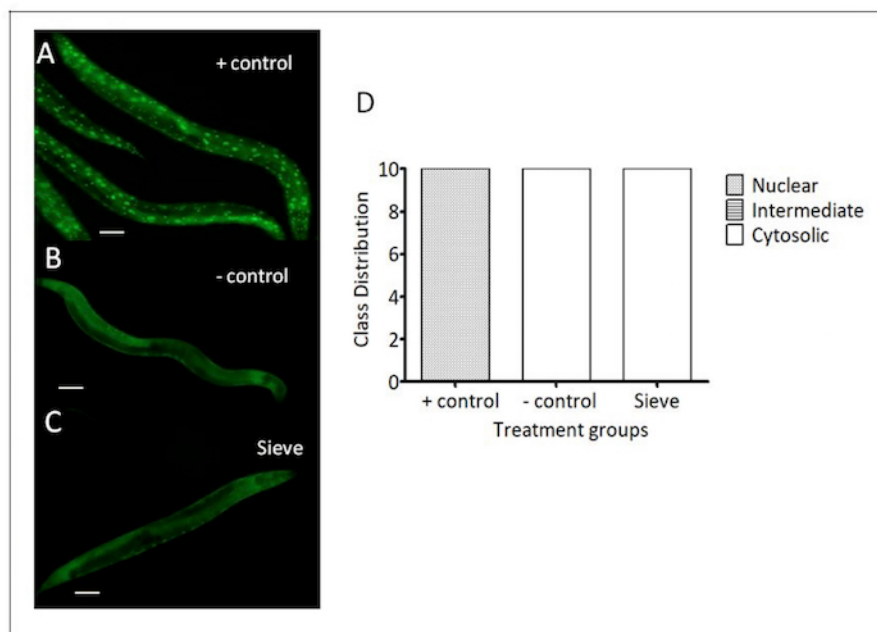 A
+ control
B
- control
C
Sieve
D
Class Distribution
10
8
6
4
2
0
+ control - control Sieve
Treatment groups
Nuclear
Intermediate
Cytosolic